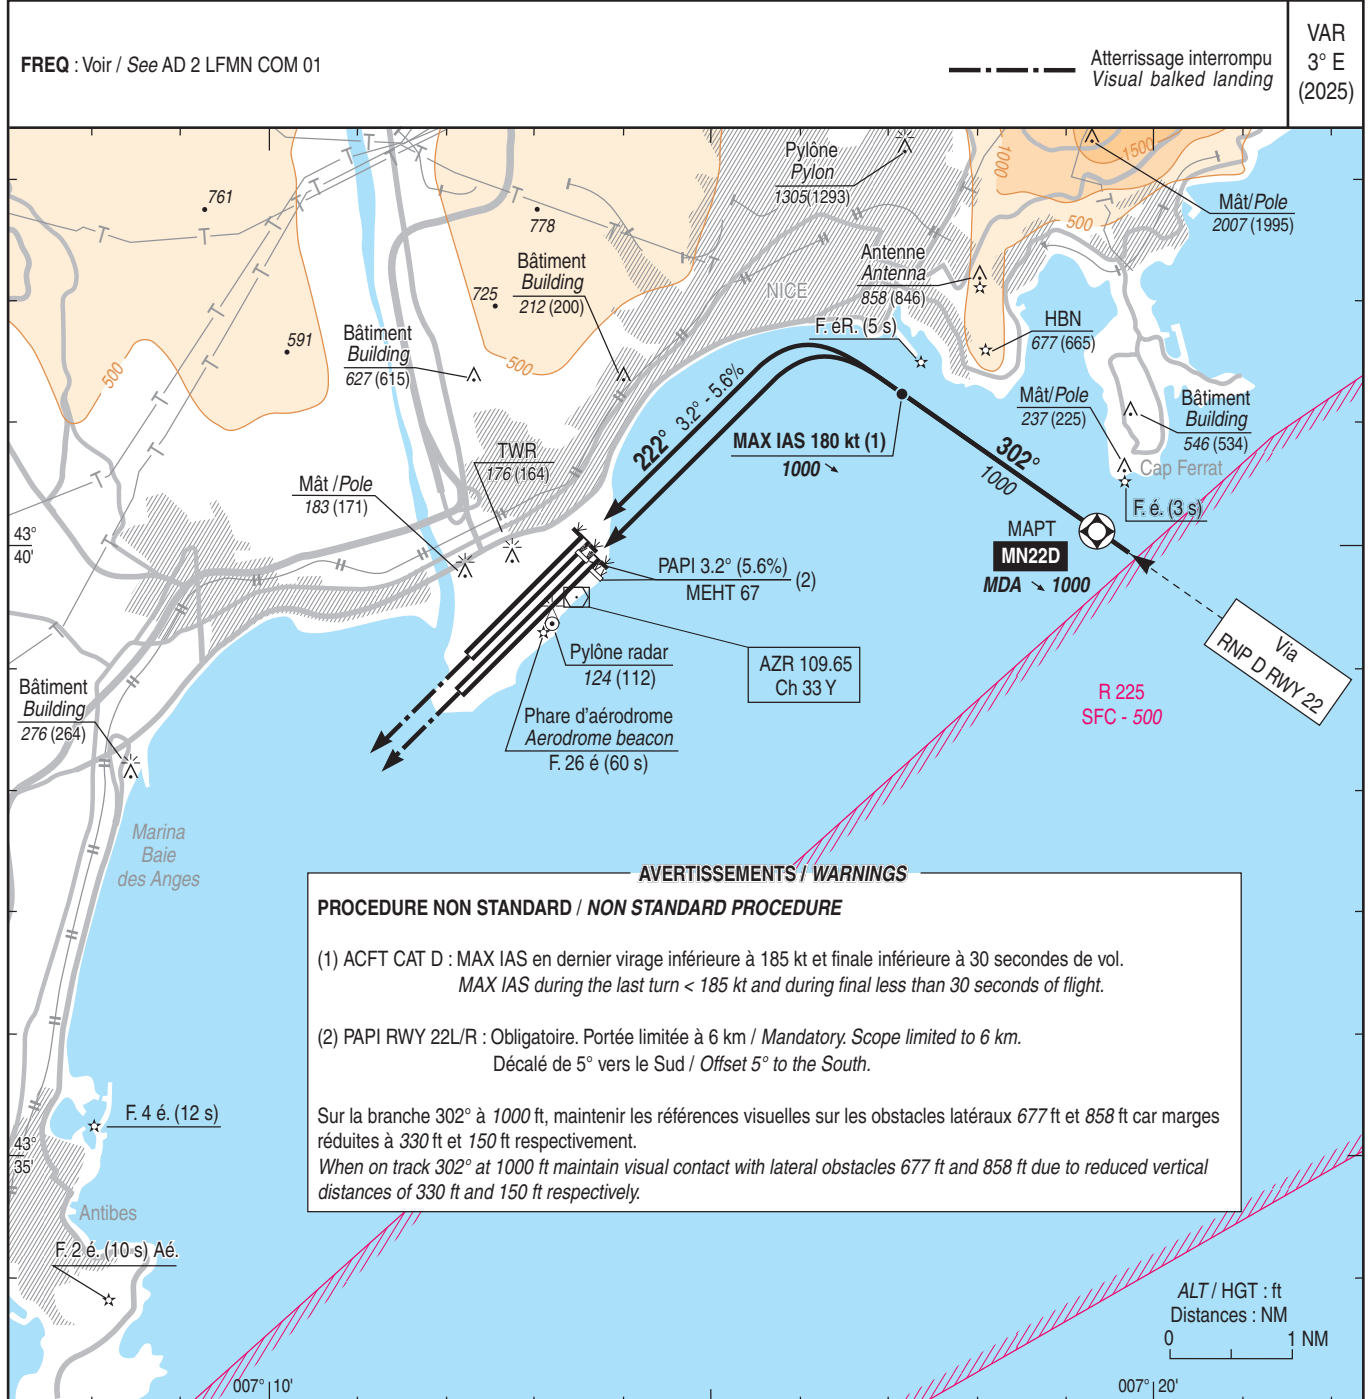 FREQ : Voir / See AD 2 LFMN COM 01
Atterrissage interrompu
Visual balked landing
VAR
3° E
(2025)
761
778
725
591
500
500
500
1000
1500
Pylône
Pylon
1305(1293)
Mât/Pole
2007 (1995)
Bâtiment
Building
212 (200)
Antenne
Antenna
858 (846)
NICE
F. éR. (5 s)
HBN
677 (665)
Bâtiment
Building
627 (615)
Mât/Pole
237 (225)
Bâtiment
Building
546 (534)
Cap Ferrat
F. é. (3 s)
222° 3.2° - 5.6%
MAX IAS 180 kt (1)
1000
302°
1000
TWR
176 (164)
Mât /Pole
183 (171)
43°
40'
MAPT
MN22D
MDA 1000
PAPI 3.2° (5.6%)
MEHT 67
(2)
Via
RNP D RWY 22
Pylône radar
124 (112)
AZR 109.65
Ch 33 Y
R 225
SFC - 500
Bâtiment
Building
276 (264)
Phare d'aérodrome
Aerodrome beacon
F. 26 é (60 s)
Marina
Baie
des Anges
AVERTISSEMENTS / WARNINGS
PROCEDURE NON STANDARD / NON STANDARD PROCEDURE
(1) ACFT CAT D : MAX IAS en dernier virage inférieure à 185 kt et finale inférieure à 30 secondes de vol.
MAX IAS during the last turn < 185 kt and during final less than 30 seconds of flight.
(2) PAPI RWY 22L/R : Obligatoire. Portée limitée à 6 km / Mandatory. Scope limited to 6 km.
Décalé de 5° vers le Sud / Offset 5° to the South.
Sur la branche 302° à 1000 ft, maintenir les références visuelles sur les obstacles latéraux 677 ft et 858 ft car marges
réduites à 330 ft et 150 ft respectivement.
When on track 302° at 1000 ft maintain visual contact with lateral obstacles 677 ft and 858 ft due to reduced vertical
distances of 330 ft and 150 ft respectively.
F. 4 é. (12 s)
43°
35'
Antibes
F. 2 é. (10 s) Aé.
ALT / HGT : ft
Distances : NM
0 1 NM
007° 10'
007° 20'